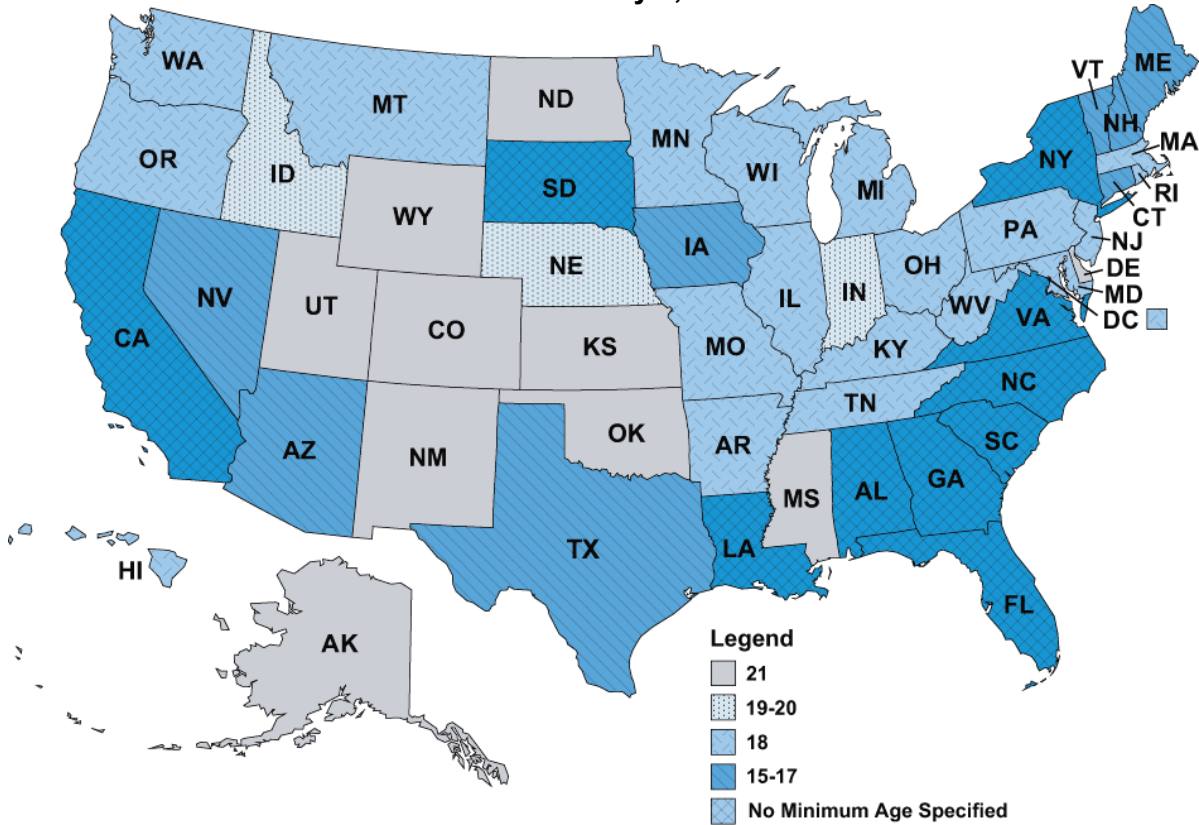 WA
MT
ND
MN
VT
ME
NH
OR
ID
SD
WI
MI
NY
MA
RI
CT
WY
IA
PA
NJ
NE
OH
DE
NV
UT
IL
IN
WV
MD
CO
VA
DC
CA
KS
MO
KY
NC
TN
AZ
NM
OK
AR
SC
MS
AL
GA
HI
TX
LA
FL
AK
Legend
21
19-20
18
15-17
No Minimum Age Specified